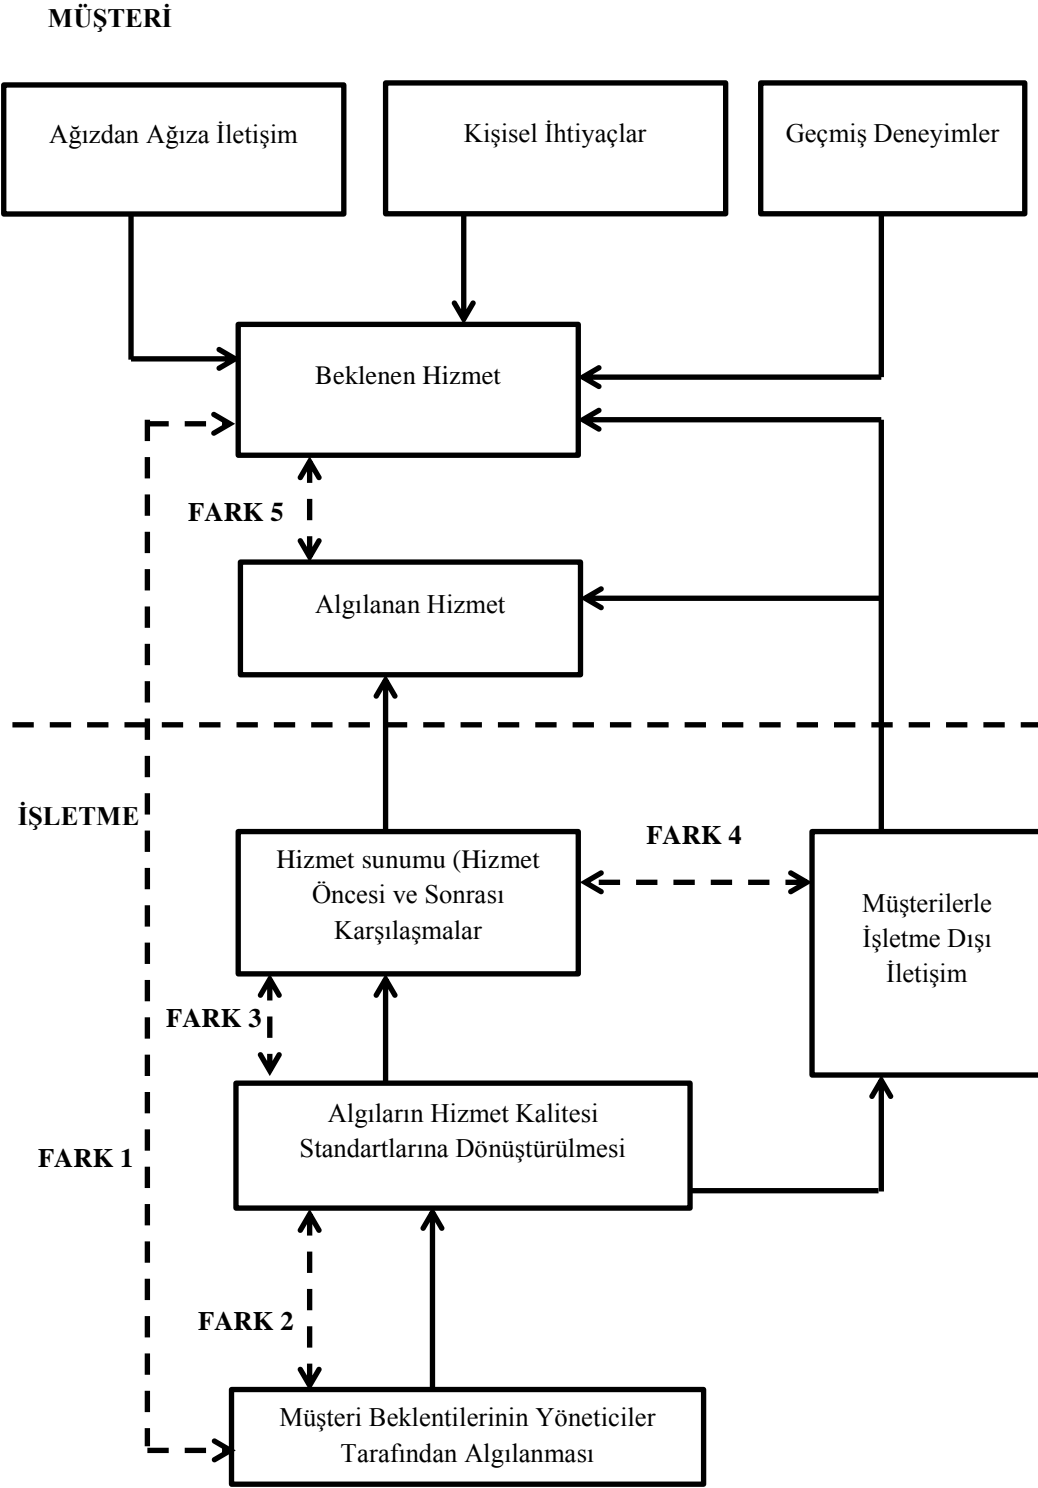 MÜŞTERİ
Ağızdan Ağıza İletişim
Kişisel İhtiyaçlar
Geçmiş Deneyimler
Beklenen Hizmet
FARK 5
Algılanan Hizmet
İŞLETME
FARK 4
Hizmet sunumu (Hizmet
Öncesi ve Sonrası
Karşılaşmalar
Müşterilerle
İşletme Dışı
İletişim
FARK 3
Algıların Hizmet Kalitesi
Standartlarına Dönüştürülmesi
FARK 1
FARK 2
Müşteri Beklentilerinin Yöneticiler
Tarafından Algılanması